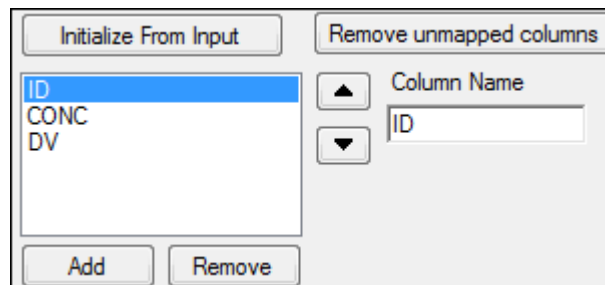 Initialize From Input
Remove unmapped columns
ID
CONC
DV
Column Name
ID
Add
Remove